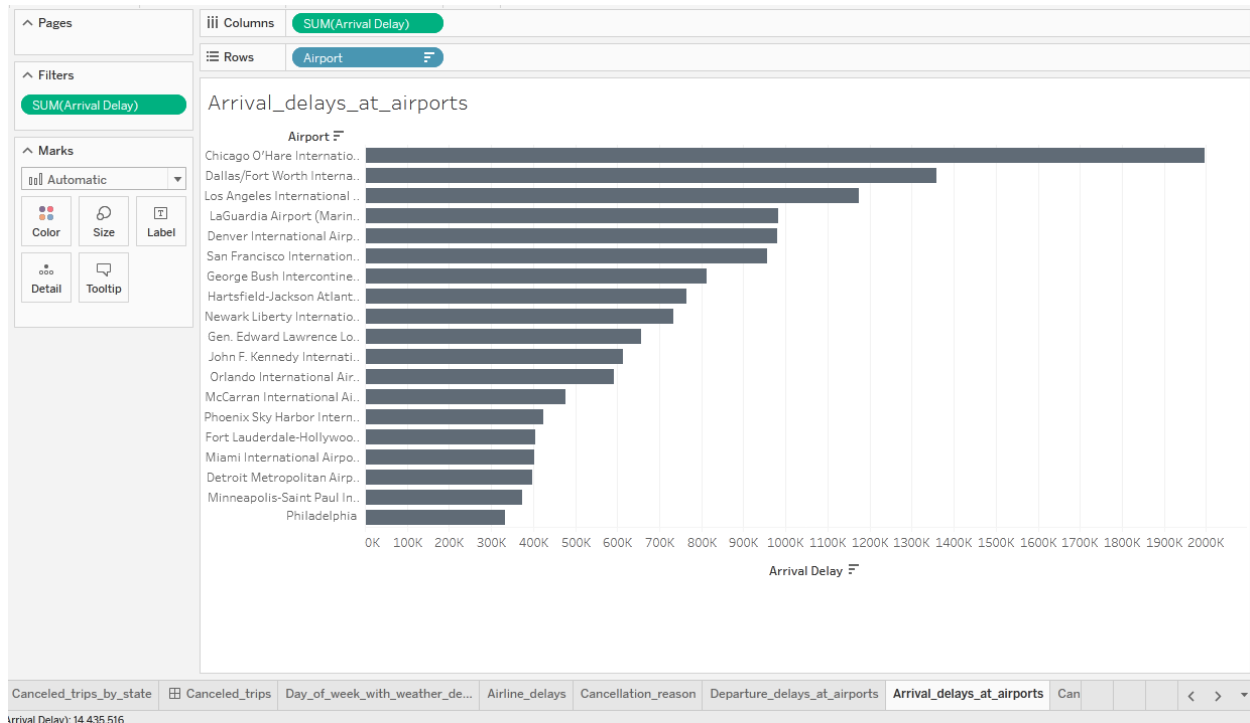 Pages
Columns
SUM(Arrival Delay)
Rows
Airport
Filters
SUM(Arrival Delay)
Marks
Automatic
Color
Size
Label
Detail
Tooltip
Arrival_delays_at_airports
Airport
Chicago O'Hare Internatio..
Dallas/Fort Worth Interna..
Los Angeles International ..
LaGuardia Airport (Marin..
Denver International Airp..
San Francisco Internation..
George Bush Intercontine..
Hartsfield-Jackson Atlant..
Newark Liberty Internatio..
Gen. Edward Lawrence Lo..
John F. Kennedy Internati..
Orlando International Air..
McCarran International Ai..
Phoenix Sky Harbor Intern..
Fort Lauderdale-Hollywoo..
Miami International Airpo..
Detroit Metropolitan Airp..
Minneapolis-Saint Paul In..
Philadelphia
0K 100K 200K 300K 400K 500K 600K 700K 800K 900K 1000K 1100K 1200K 1300K 1400K 1500K 1600K 1700K 1800K 1900K 2000K
Arrival Delay
Canceled_trips_by_state Canceled_trips Day_of_week_with_weather_de... Airline_delays Cancellation_reason Departure_delays_at_airports Arrival_delays_at_airports Can
Arrival Delay): 14,435,516